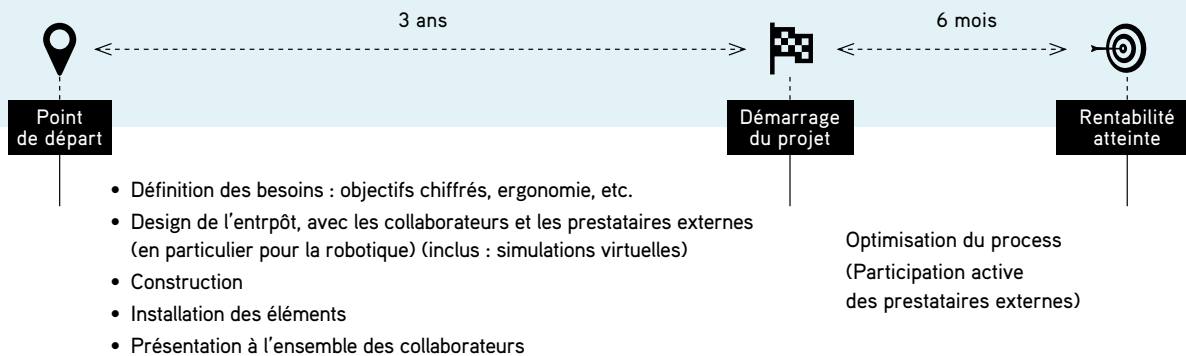 3 ans
6 mois
Point
de départ
Démarrage
du projet
Rentabilité
atteinte
• Définition des besoins : objectifs chiffrés, ergonomie, etc.
• Design de l'entrpôt, avec les collaborateurs et les prestataires externes
(en particulier pour la robotique) (inclus : simulations virtuelles)
• Construction
• Installation des éléments
• Présentation à l'ensemble des collaborateurs
Optimisation du process
(Participation active
des prestataires externes)